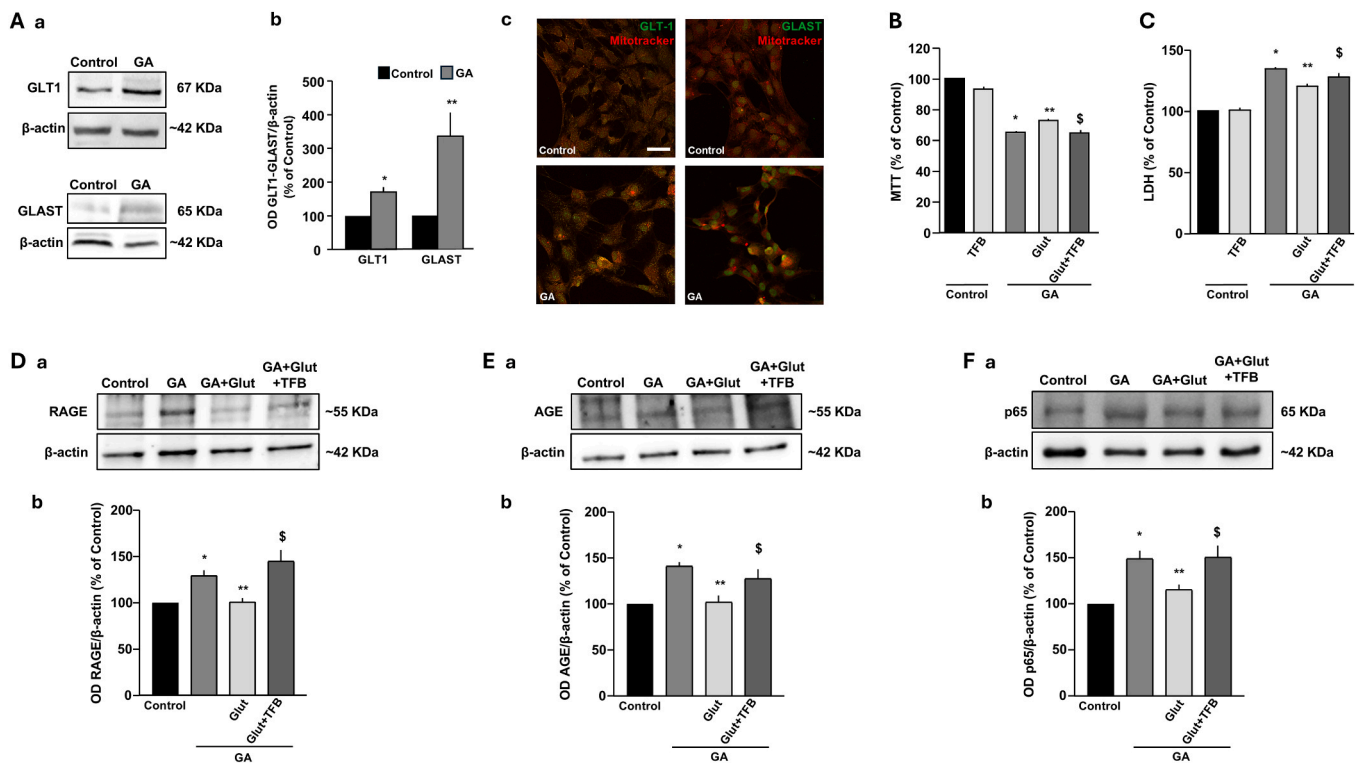 A a
Control GA
GLT1 67 KDa
β-actin ~42 KDa
Control GA
GLAST 65 KDa
β-actin ~42 KDa
b
Control GA
OD GLT1-GLAST/β-actin
(% of Control)
500
400
300
200
100
0
*
**
GLT1 GLAST
c
GLT-1
Mitotracker
Control
GLAST
Mitotracker
Control
GA
GA
B
MTT (% of Control)
100
80
60
40
20
0
*
**
$
TFB
Glut
Glut+TFB
Control GA
C
LDH (% of Control)
150
100
50
0
*
**
$
TFB
Glut
Glut+TFB
Control GA
D a
Control GA GA+Glut GA+Glut
+TFB
RAGE ~55 KDa
β-actin ~42 KDa
b
OD RAGE/β-actin (% of Control)
200
150
100
50
0
*
**
$
Control
Glut
Glut+TFB
GA
E a
Control GA GA+Glut GA+Glut
+TFB
AGE ~55 KDa
β-actin ~42 KDa
b
OD AGE/β-actin (% of Control)
200
150
100
50
0
*
**
$
Control
Glut
Glut+TFB
GA
F a
Control GA GA+Glut GA+Glut
+TFB
p65 65 KDa
β-actin ~42 KDa
b
OD p65/β-actin (% of Control)
200
150
100
50
0
*
**
$
Control
Glut
Glut+TFB
GA